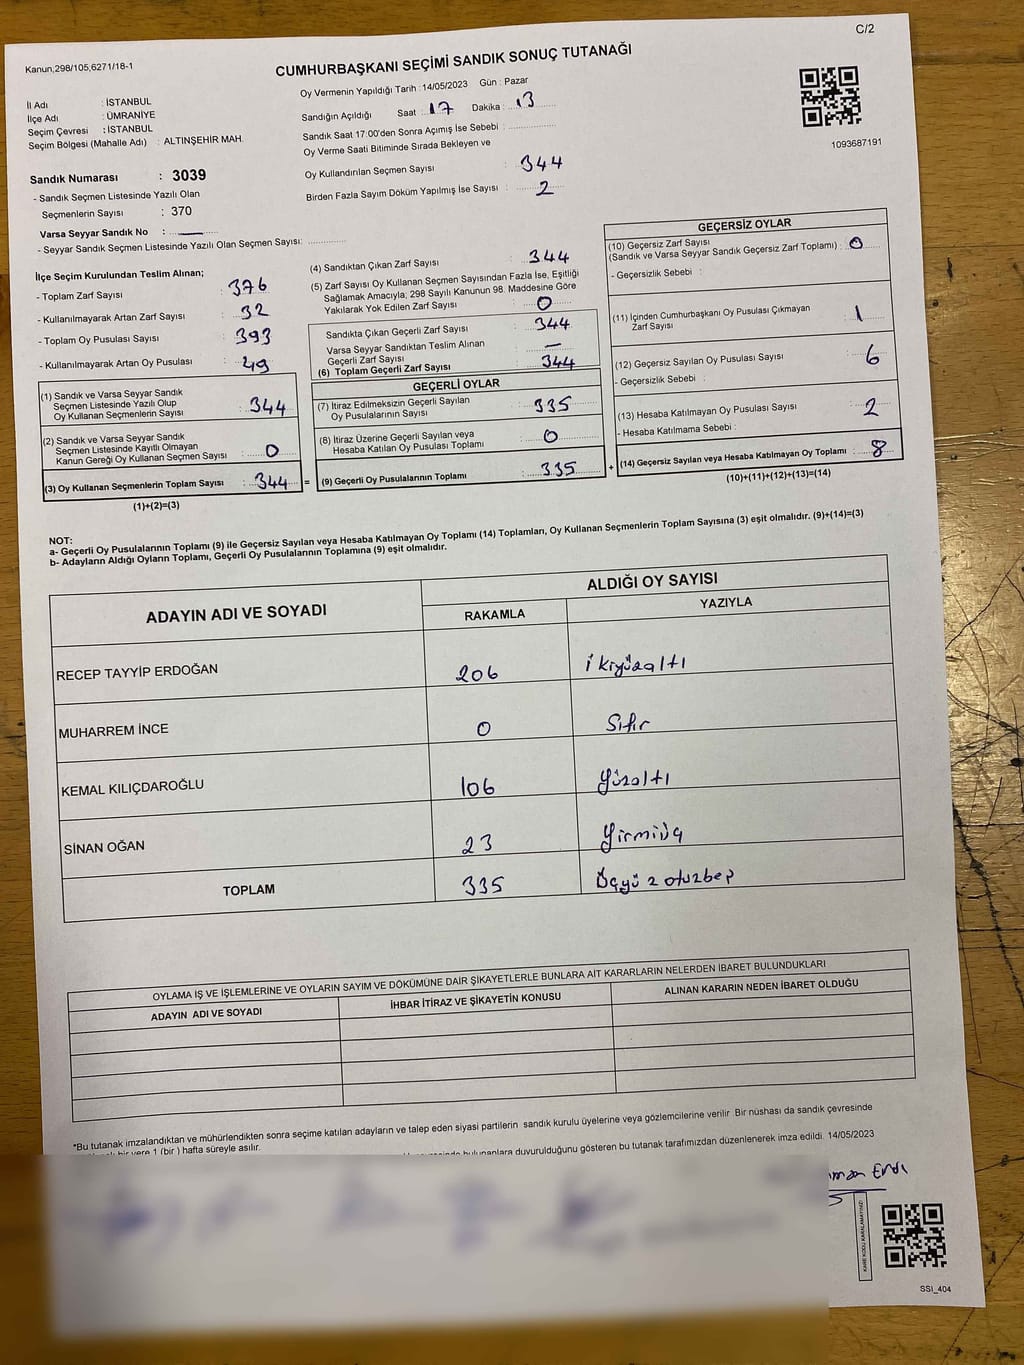 C/2
Kanun,298/105,6271/18-1
CUMHURBAŞKANI SEÇİMİ SANDIK SONUÇ TUTANAĞI
İl Adı : İSTANBUL
İlçe Adı : ÜMRANİYE
Seçim Çevresi : İSTANBUL
Seçim Bölgesi (Mahalle Adı) : ALTINŞEHİR MAH.
Sandık Numarası : 3039
- Sandık Seçmen Listesinde Yazılı Olan
Seçmenlerin Sayısı : 370
Varsa Seyyar Sandık No : —
- Seyyar Sandık Seçmen Listesinde Yazılı Olan Seçmen Sayısı: ............
Oy Vermenin Yapıldığı Tarih : 14/05/2023 Gün : Pazar
Sandığın Açıldığı Saat : 17 Dakika : 13
Sandık Saat 17:00'den Sonra Açımış İse Sebebi : ............
Oy Verme Saati Bitiminde Sırada Bekleyen ve
Oy Kullandırılan Seçmen Sayısı : 344
Birden Fazla Sayım Döküm Yapılmış İse Sayısı : 2
1093687191
İlçe Seçim Kurulundan Teslim Alınan;
- Toplam Zarf Sayısı : 376
- Kullanılmayarak Artan Zarf Sayısı : 32
- Toplam Oy Pusulası Sayısı : 393
- Kullanılmayarak Artan Oy Pusulası : 49
(1) Sandık ve Varsa Seyyar Sandık
Seçmen Listesinde Yazılı Olup
Oy Kullanan Seçmenlerin Sayısı : 344
(2) Sandık ve Varsa Seyyar Sandık
Seçmen Listesinde Kayıtlı Olmayan
Kanun Gereği Oy Kullanan Seçmen Sayısı : 0
(3) Oy Kullanan Seçmenlerin Toplam Sayısı : 344 =
(1)+(2)=(3)
(4) Sandıktan Çıkan Zarf Sayısı : 344
(5) Zarf Sayısı Oy Kullanan Seçmen Sayısından Fazla İse, Eşitliği
Sağlamak Amacıyla; 298 Sayılı Kanunun 98. Maddesine Göre
Yakılarak Yok Edilen Zarf Sayısı : 0
Sandıkta Çıkan Geçerli Zarf Sayısı : 344
Varsa Seyyar Sandıktan Teslim Alınan
Geçerli Zarf Sayısı : —
(6) Toplam Geçerli Zarf Sayısı : 344
GEÇERLİ OYLAR
(7) İtiraz Edilmeksizin Geçerli Sayılan
Oy Pusulalarının Sayısı : 335
(8) İtiraz Üzerine Geçerli Sayılan veya
Hesaba Katılan Oy Pusulası Toplamı : 0
(9) Geçerli Oy Pusulalarının Toplamı : 335 +
GEÇERSİZ OYLAR
(10) Geçersiz Zarf Sayısı
(Sandık ve Varsa Seyyar Sandık Geçersiz Zarf Toplamı) : 0
- Geçersizlik Sebebi :
(11) İçinden Cumhurbaşkanı Oy Pusulası Çıkmayan
Zarf Sayısı : 1
(12) Geçersiz Sayılan Oy Pusulası Sayısı : 6
- Geçersizlik Sebebi :
(13) Hesaba Katılmayan Oy Pusulası Sayısı : 2
- Hesaba Katılmama Sebebi :
(14) Geçersiz Sayılan veya Hesaba Katılmayan Oy Toplamı : 8
(10)+(11)+(12)+(13)=(14)
NOT:
a- Geçerli Oy Pusulalarının Toplamı (9) ile Geçersiz Sayılan veya Hesaba Katılmayan Oy Toplamı (14) Toplamları, Oy Kullanan Seçmenlerin Toplam Sayısına (3) eşit olmalıdır. (9)+(14)=(3)
b- Adayların Aldığı Oyların Toplamı, Geçerli Oy Pusulalarının Toplamına (9) eşit olmalıdır.
ADAYIN ADI VE SOYADI
ALDIĞI OY SAYISI
RAKAMLA YAZIYLA
RECEP TAYYİP ERDOĞAN 206 ikiyüzaltı
MUHARREM İNCE 0 Sıfır
KEMAL KILIÇDAROĞLU 106 yüzaltı
SİNAN OĞAN 23 Yirmiüç
TOPLAM 335 Üçyüzotuzbeş
OYLAMA İŞ VE İŞLEMLERİNE VE OYLARIN SAYIM VE DÖKÜMÜNE DAİR ŞİKAYETLERLE BUNLARA AİT KARARLARIN NELERDEN İBARET BULUNDUKLARI
ADAYIN ADI VE SOYADI İHBAR İTİRAZ VE ŞİKAYETİN KONUSU ALINAN KARARIN NEDEN İBARET OLDUĞU
*Bu tutanak imzalandıktan ve mühürlendikten sonra seçime katılan adayların ve talep eden siyasi partilerin sandık kurulu üyelerine veya gözlemcilerine verilir Bir nüshası da sandık çevresinde
bir yere 1 (bir ) hafta süreyle asılır.
bulunanlara duyurulduğunu gösteren bu tutanak tarafımızdan düzenlenerek imza edildi. 14/05/2023
KARE KODU KARALAMAYINIZ!
SSI_404